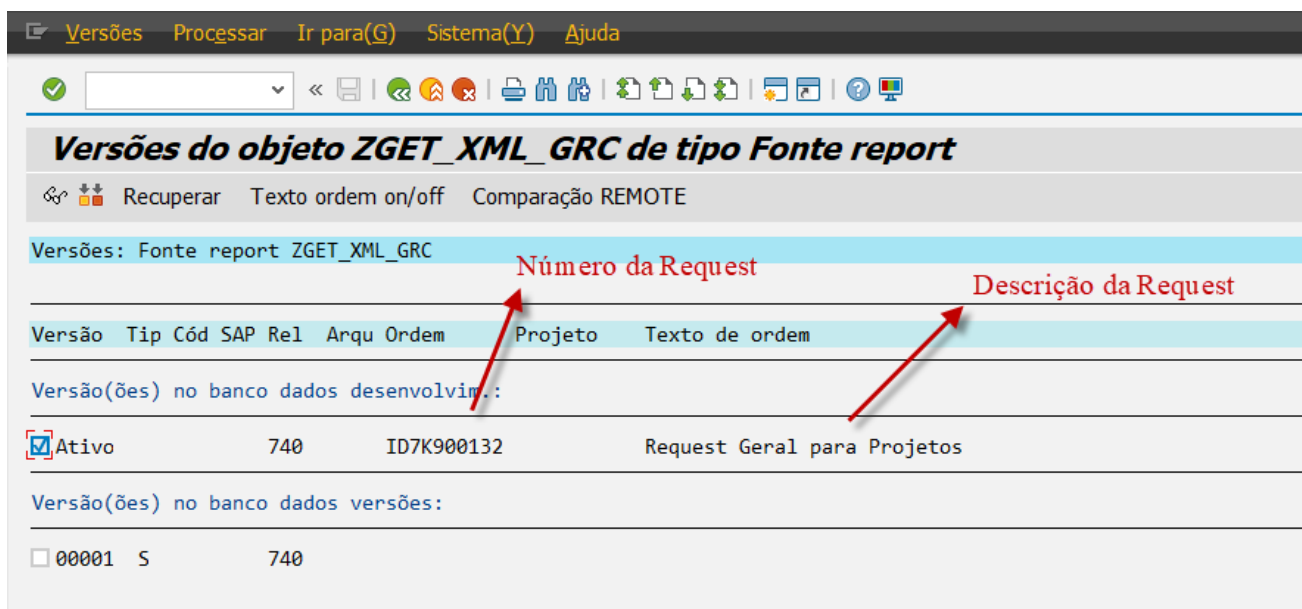 Versões Processar Ir para(G) Sistema(Y) Ajuda
Versões do objeto ZGET_XML_GRC de tipo Fonte report
Recuperar Texto ordem on/off Comparação REMOTE
Versões: Fonte report ZGET_XML_GRC
Número da Request
Descrição da Request
Versão Tip Cód SAP Rel Arqu Ordem Projeto Texto de ordem
Versão(ões) no banco dados desenvolvim.:
Ativo 740 ID7K900132 Request Geral para Projetos
Versão(ões) no banco dados versões:
00001 S 740